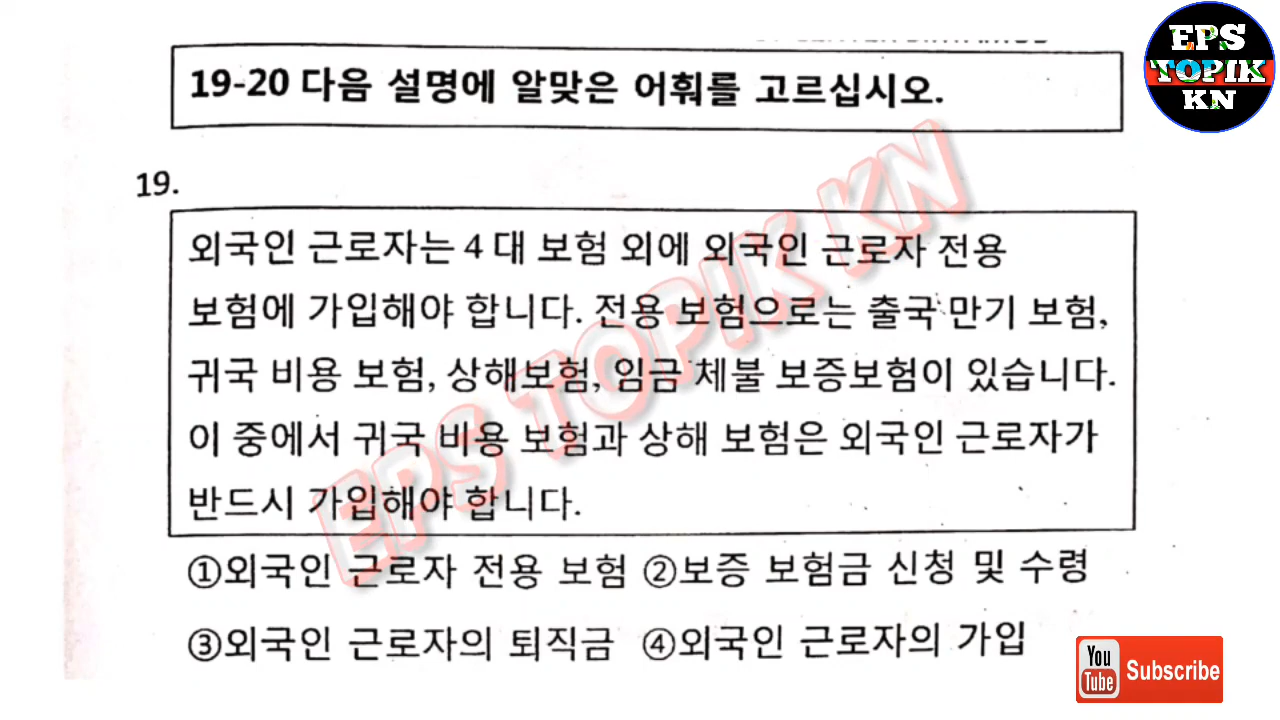 EPS
TOPIK
KN
19-20 다음 설명에 알맞은 어휘를 고르십시오.
19.
외국인 근로자는 4 대 보험 외에 외국인 근로자 전용
보험에 가입해야 합니다. 전용 보험으로는 출국 만기 보험,
귀국 비용 보험, 상해보험, 임금 체불 보증보험이 있습니다.
이 중에서 귀국 비용 보험과 상해 보험은 외국인 근로자가
반드시 가입해야 합니다.
EPS TOPIK KN
①외국인 근로자 전용 보험 ②보증 보험금 신청 및 수령
③외국인 근로자의 퇴직금 ④외국인 근로자의 가입
You Tube Subscribe